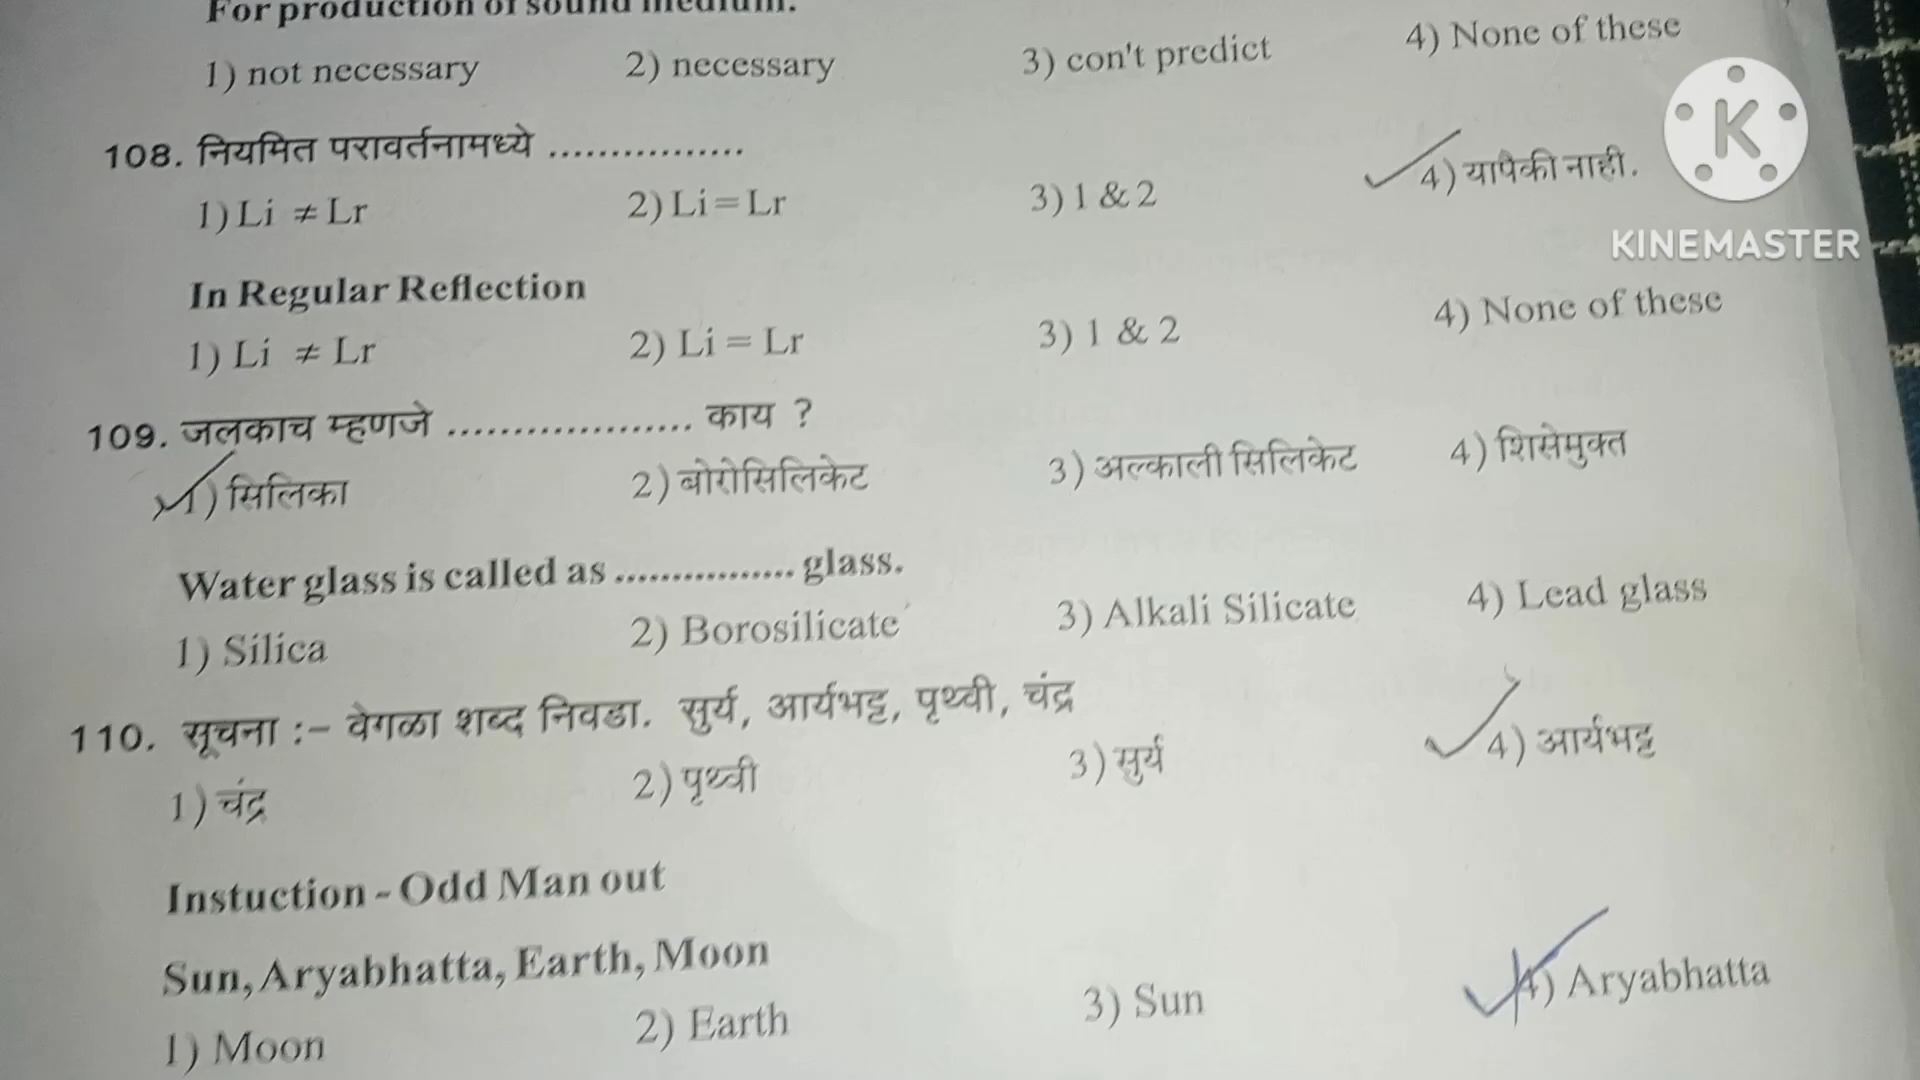 For production of sound medium.
1) not necessary 2) necessary 3) con't predict 4) None of these
108. नियमित परावर्तनामध्ये ................
1) Li ≠ Lr 2) Li = Lr 3) 1 & 2 4) यापैकी नाही.
KINEMASTER
In Regular Reflection
1) Li ≠ Lr 2) Li = Lr 3) 1 & 2 4) None of these
109. जलकाच म्हणजे ................... काय ?
1) सिलिका 2) बोरोसिलिकेट 3) अल्काली सिलिकेट 4) शिसेमुक्त
Water glass is called as ................ glass.
1) Silica 2) Borosilicate 3) Alkali Silicate 4) Lead glass
110. सूचना :- वेगळा शब्द निवडा. सुर्य, आर्यभट्ट, पृथ्वी, चंद्र
1) चंद्र 2) पृथ्वी 3) सुर्य 4) आर्यभट्ट
Instuction - Odd Man out
Sun, Aryabhatta, Earth, Moon
1) Moon 2) Earth 3) Sun 4) Aryabhatta